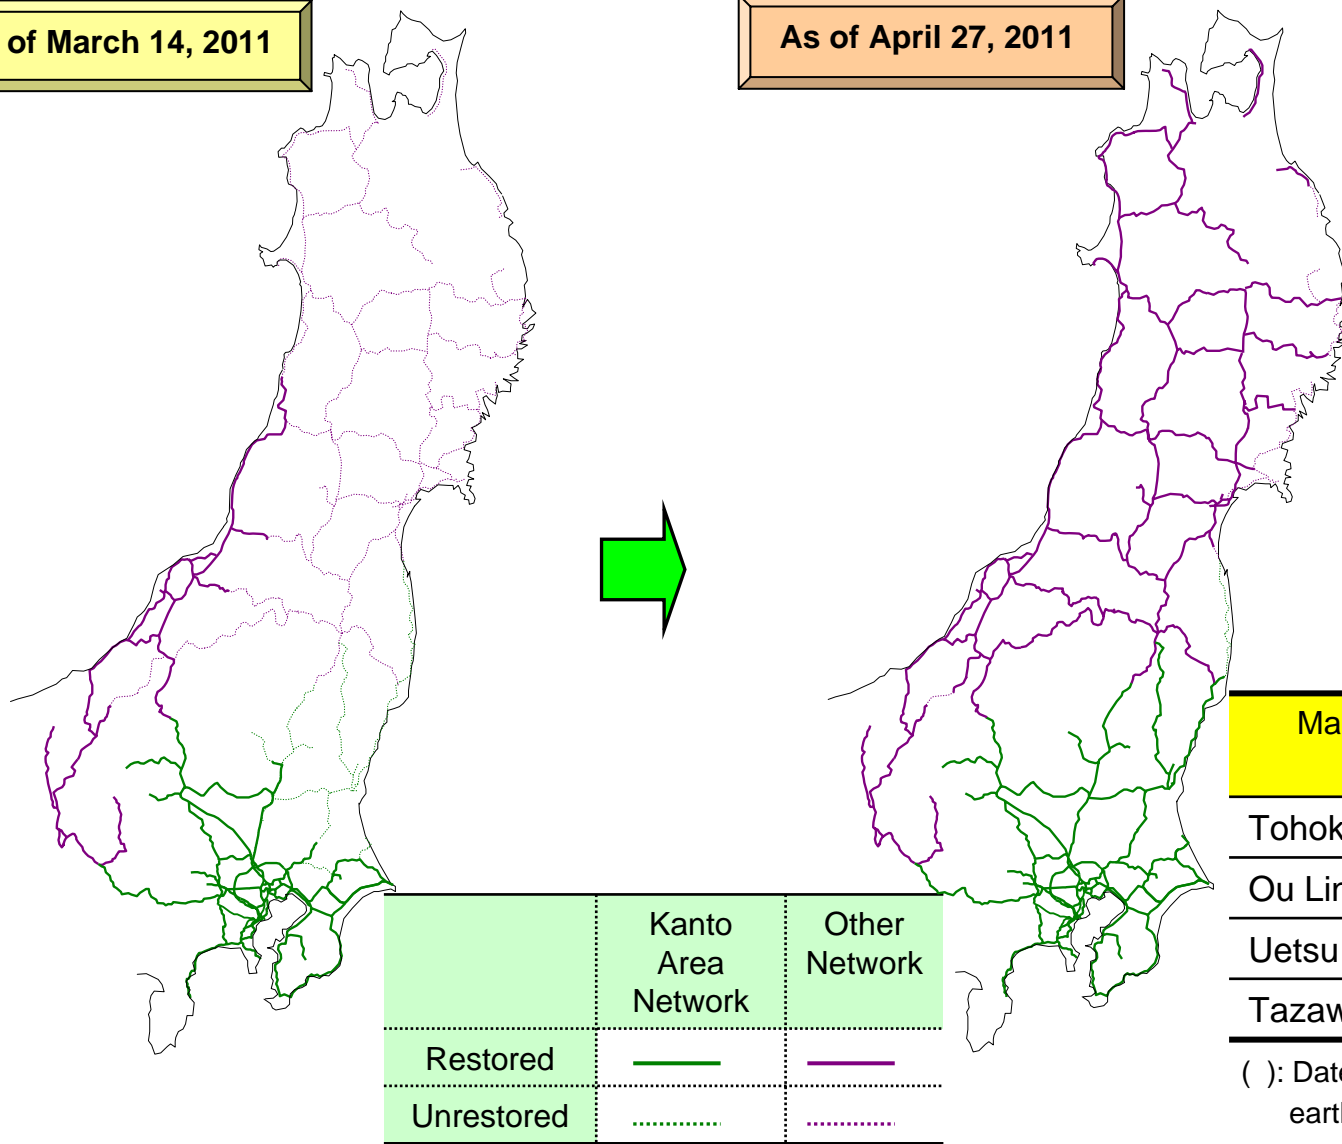 of March 14, 2011
As of April 27, 2011
Kanto
Area
Network
Other
Network
Restored
Unrestored
Ma
Tohok
Ou Lin
Uetsu
Tazaw
( ): Date
eart